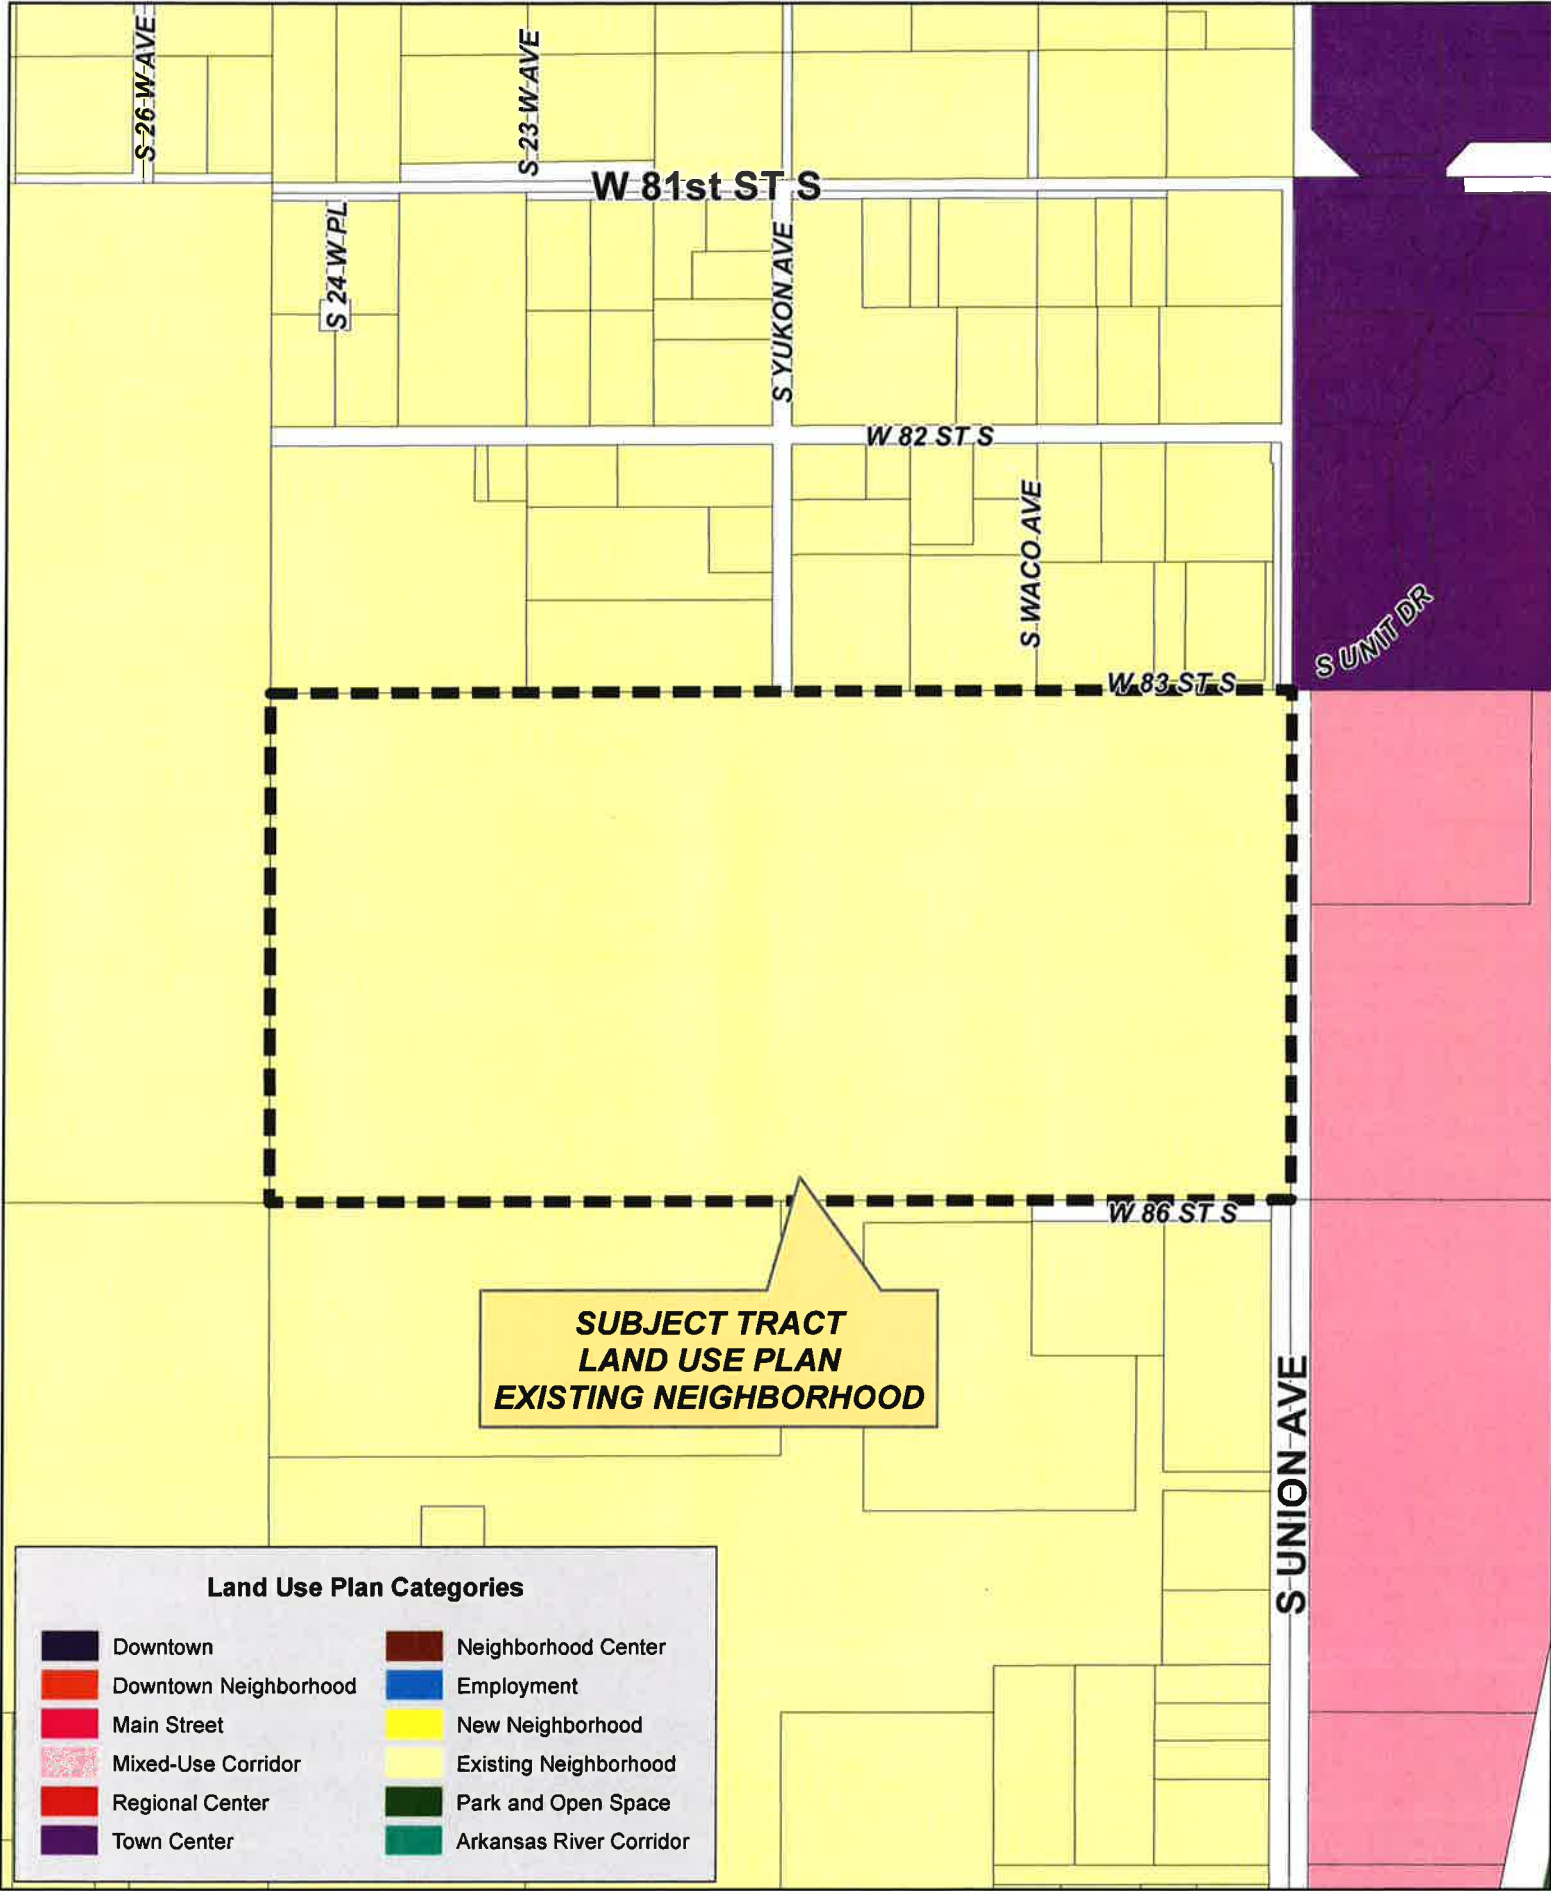 S 26 W AVE
S 23 W AVE
W 81st ST S
S 24 W PL
S YUKON AVE
W 82 ST S
S WACO AVE
S UNIT DR
W 83 ST S
W 86 ST S
SUBJECT TRACT
LAND USE PLAN
EXISTING NEIGHBORHOOD
S UNION AVE
Land Use Plan Categories
Downtown
Downtown Neighborhood
Main Street
Mixed-Use Corridor
Regional Center
Town Center
Neighborhood Center
Employment
New Neighborhood
Existing Neighborhood
Park and Open Space
Arkansas River Corridor